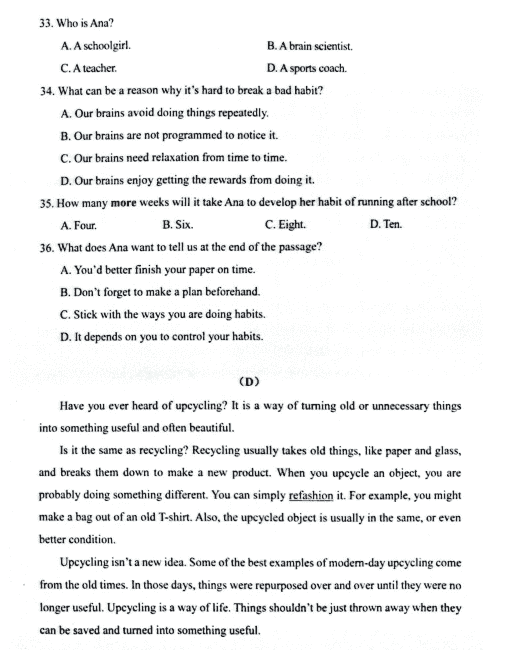 33. Who is Ana?
A. A schoolgirl. B. A brain scientist.
C. A teacher. D. A sports coach.
34. What can be a reason why it's hard to break a bad habit?
A. Our brains avoid doing things repeatedly.
B. Our brains are not programmed to notice it.
C. Our brains need relaxation from time to time.
D. Our brains enjoy getting the rewards from doing it.
35. How many more weeks will it take Ana to develop her habit of running after school?
A. Four. B. Six. C. Eight. D. Ten.
36. What does Ana want to tell us at the end of the passage?
A. You'd better finish your paper on time.
B. Don't forget to make a plan beforehand.
C. Stick with the ways you are doing habits.
D. It depends on you to control your habits.
(D)
Have you ever heard of upcycling? It is a way of turning old or unnecessary things
into something useful and often beautiful.
Is it the same as recycling? Recycling usually takes old things, like paper and glass,
and breaks them down to make a new product. When you upcycle an object, you are
probably doing something different. You can simply refashion it. For example, you might
make a bag out of an old T-shirt. Also, the upcycled object is usually in the same, or even
better condition.
Upcycling isn't a new idea. Some of the best examples of modern-day upcycling come
from the old times. In those days, things were repurposed over and over until they were no
longer useful. Upcycling is a way of life. Things shouldn't be just thrown away when they
can be saved and turned into something useful.